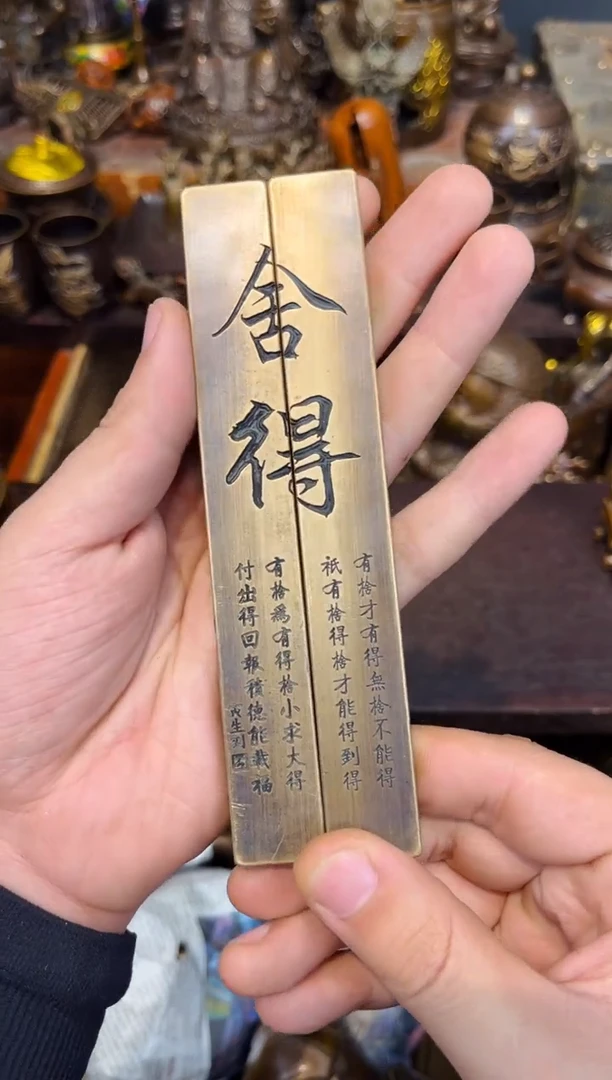 舍得
有捨才有得無捨不能得
祇有捨得捨才能得到得
有捨為有得捨小求大得
付出得回報積德能栽福